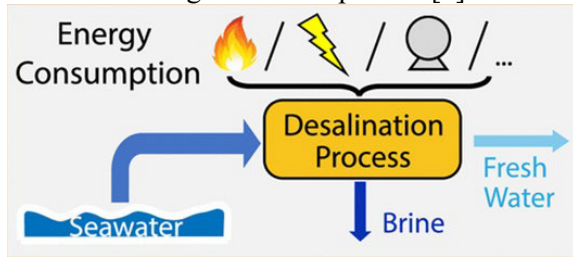 Energy
Consumption
/ / / ...
Desalination
Process
Fresh
Water
Brine
Seawater